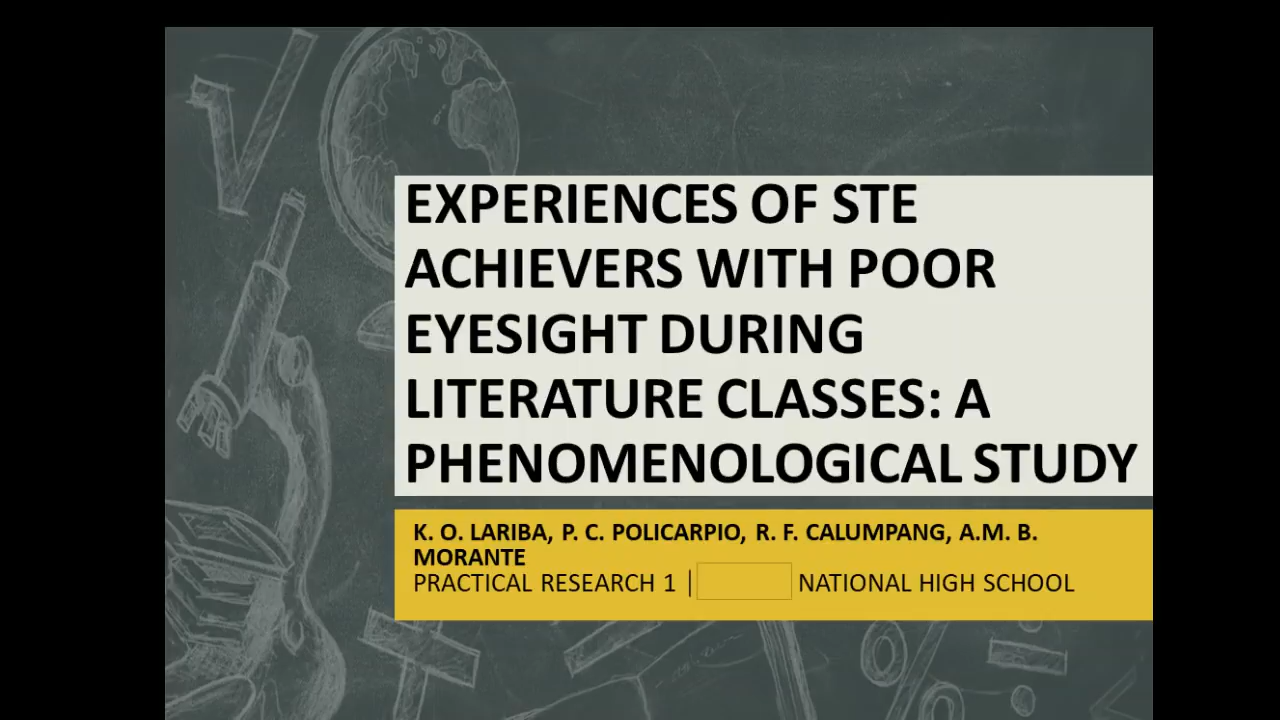 EXPERIENCES OF STE
ACHIEVERS WITH POOR
EYESIGHT DURING
LITERATURE CLASSES: A
PHENOMENOLOGICAL STUDY
K. O. LARIBA, P. C. POLICARPIO, R. F. CALUMPANG, A.M. B.
MORANTE
PRACTICAL RESEARCH 1 | NATIONAL HIGH SCHOOL